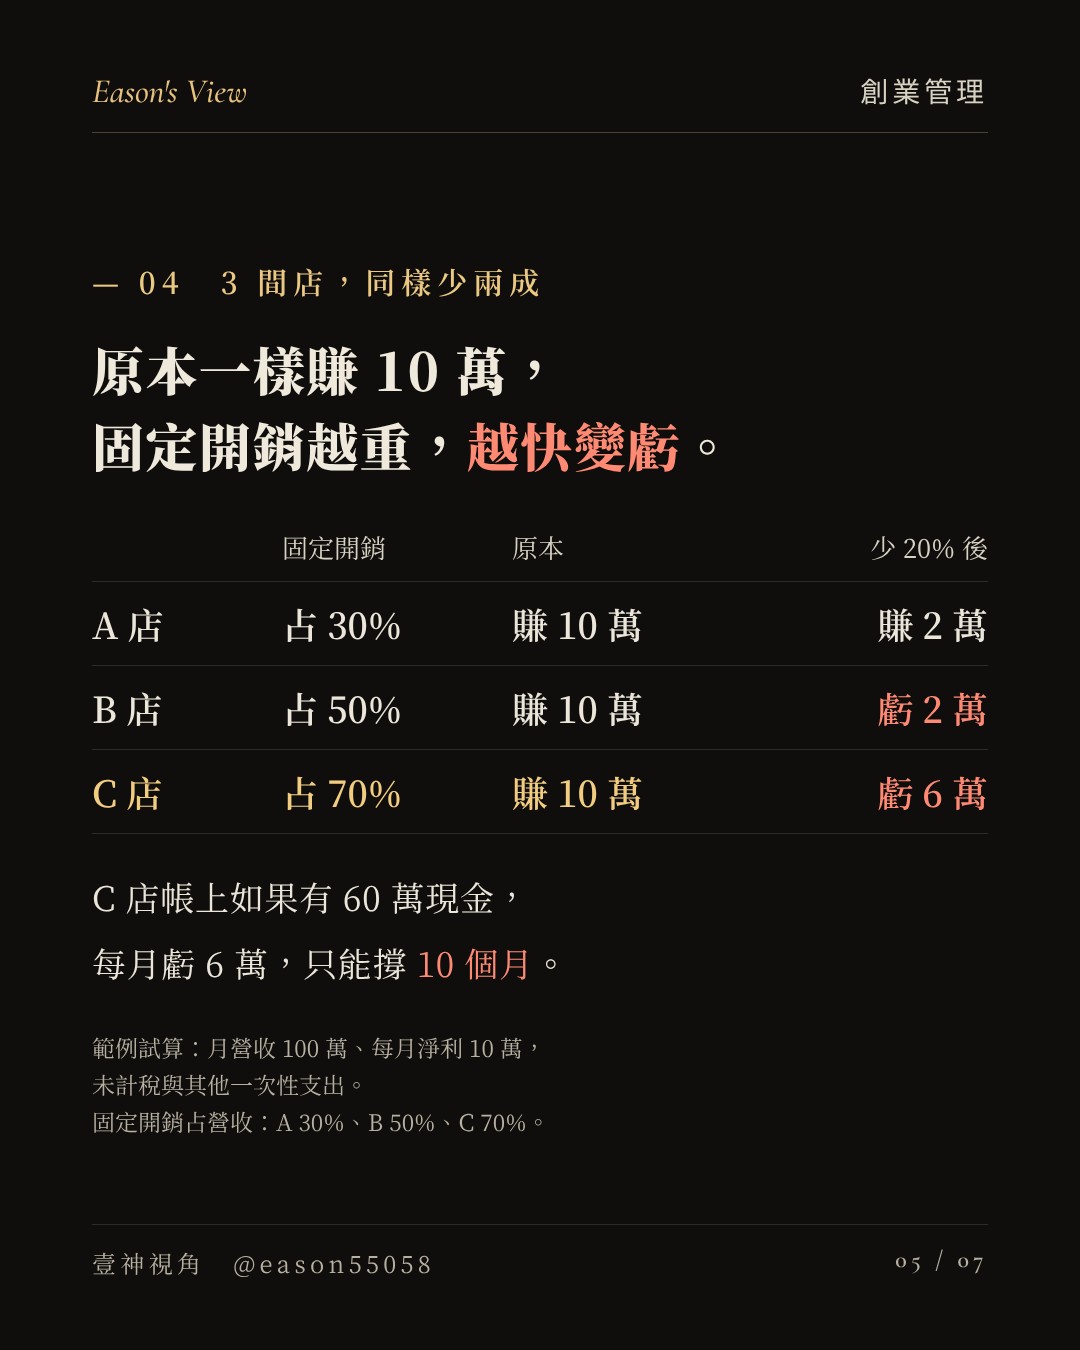 Eason's View
創業管理
— 04 3 間店，同樣少兩成
原本一樣賺 10 萬，
固定開銷越重，越快變虧。
固定開銷 原本 少 20% 後
A 店 占 30% 賺 10 萬 賺 2 萬
B 店 占 50% 賺 10 萬 虧 2 萬
C 店 占 70% 賺 10 萬 虧 6 萬
C 店帳上如果有 60 萬現金，
每月虧 6 萬，只能撐 10 個月。
範例試算：月營收 100 萬、每月淨利 10 萬，
未計稅與其他一次性支出。
固定開銷占營收：A 30%、B 50%、C 70%。
壹神視角 @eason55058
05 / 07